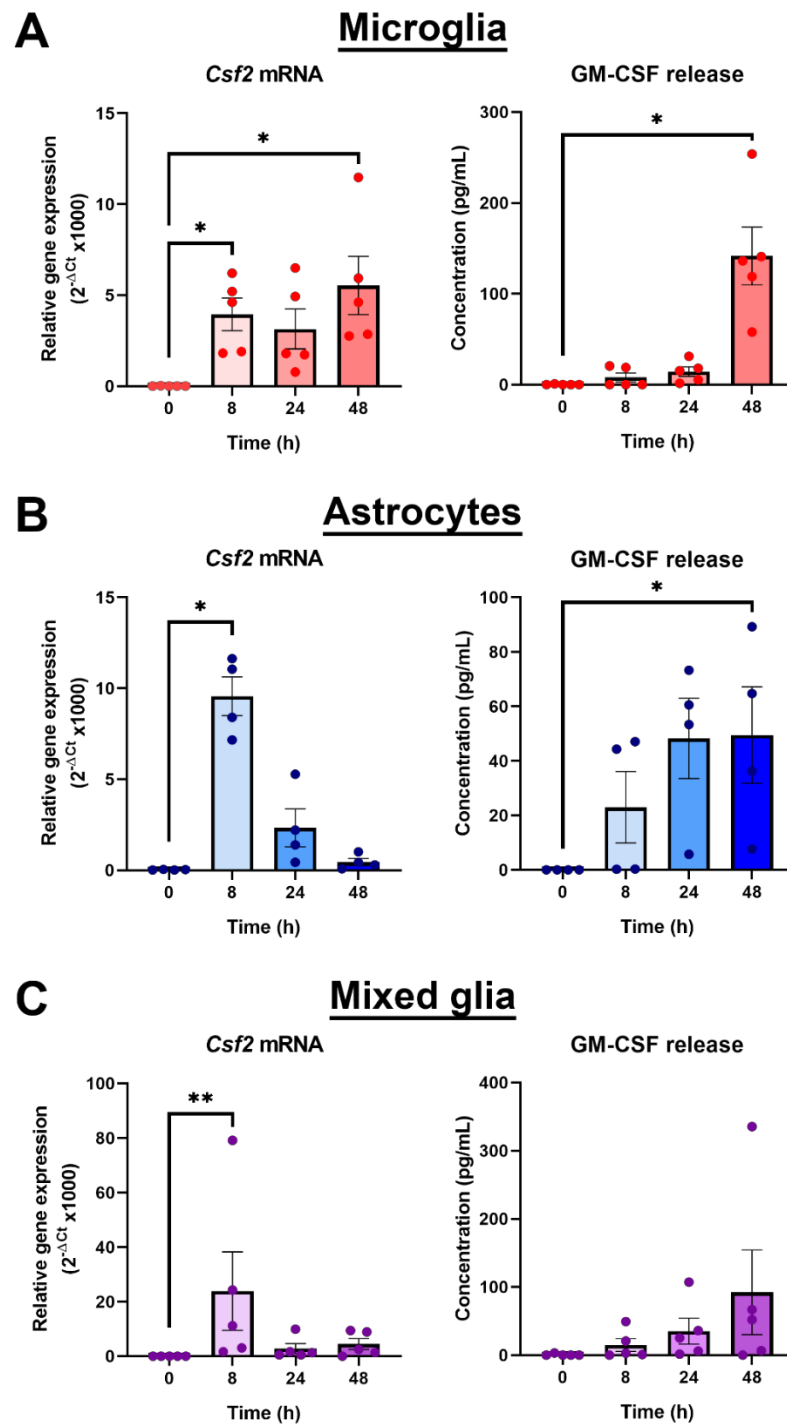 A
Microglia
Csf2 mRNA
Relative gene expression
(2^-ΔCt x1000)
15
10
5
0
*
*
0 8 24 48
Time (h)
GM-CSF release
Concentration (pg/mL)
300
200
100
0
*
0 8 24 48
Time (h)
B
Astrocytes
Csf2 mRNA
Relative gene expression
(2^-ΔCt x1000)
15
10
5
0
*
0 8 24 48
Time (h)
GM-CSF release
Concentration (pg/mL)
100
80
60
40
20
0
*
0 8 24 48
Time (h)
C
Mixed glia
Csf2 mRNA
Relative gene expression
(2^-ΔCt x1000)
100
80
60
40
20
0
**
0 8 24 48
Time (h)
GM-CSF release
Concentration (pg/mL)
400
300
200
100
0
0 8 24 48
Time (h)